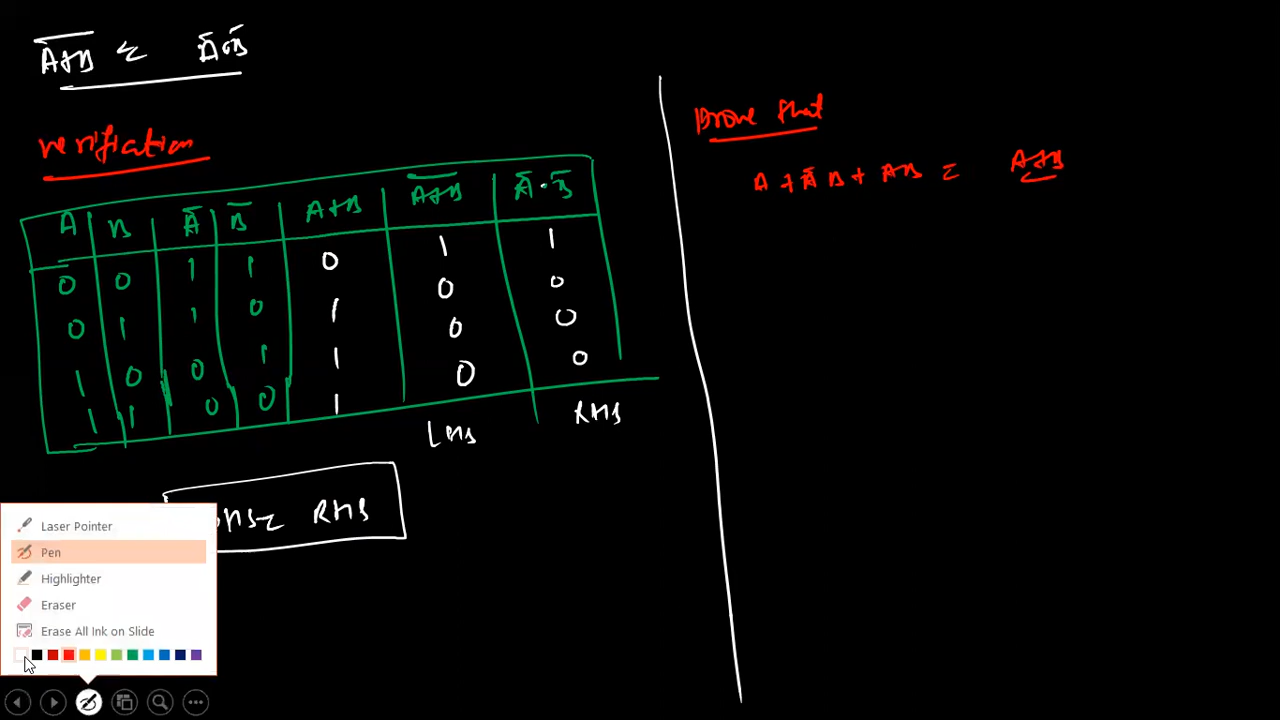 A̅+̅B̅ = A̅·B̅
verifiation
A B A̅ B̅ A+B A̅+̅B̅ A̅·B̅
0 0 1 1 0 1 1
0 1 1 0 1 0 0
1 0 0 1 1 0 0
1 1 0 0 1 0 0
LHS RHS
LHS= RHS
Prove that
A + A̅ B + AB = A+B
Laser Pointer
Pen
Highlighter
Eraser
Erase All Ink on Slide